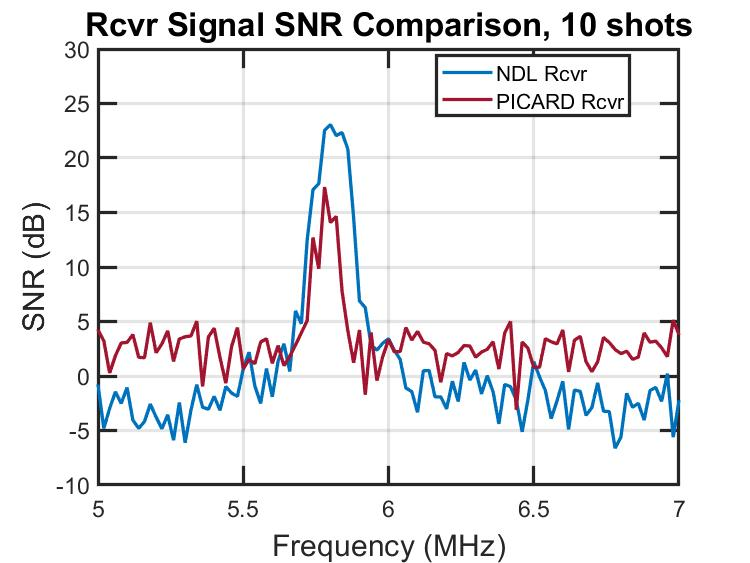 Rcvr Signal SNR Comparison, 10 shots
30
25
20
15
10
5
0
-5
-10
SNR (dB)
NDL Rcvr
PICARD Rcvr
5 5.5 6 6.5 7
Frequency (MHz)